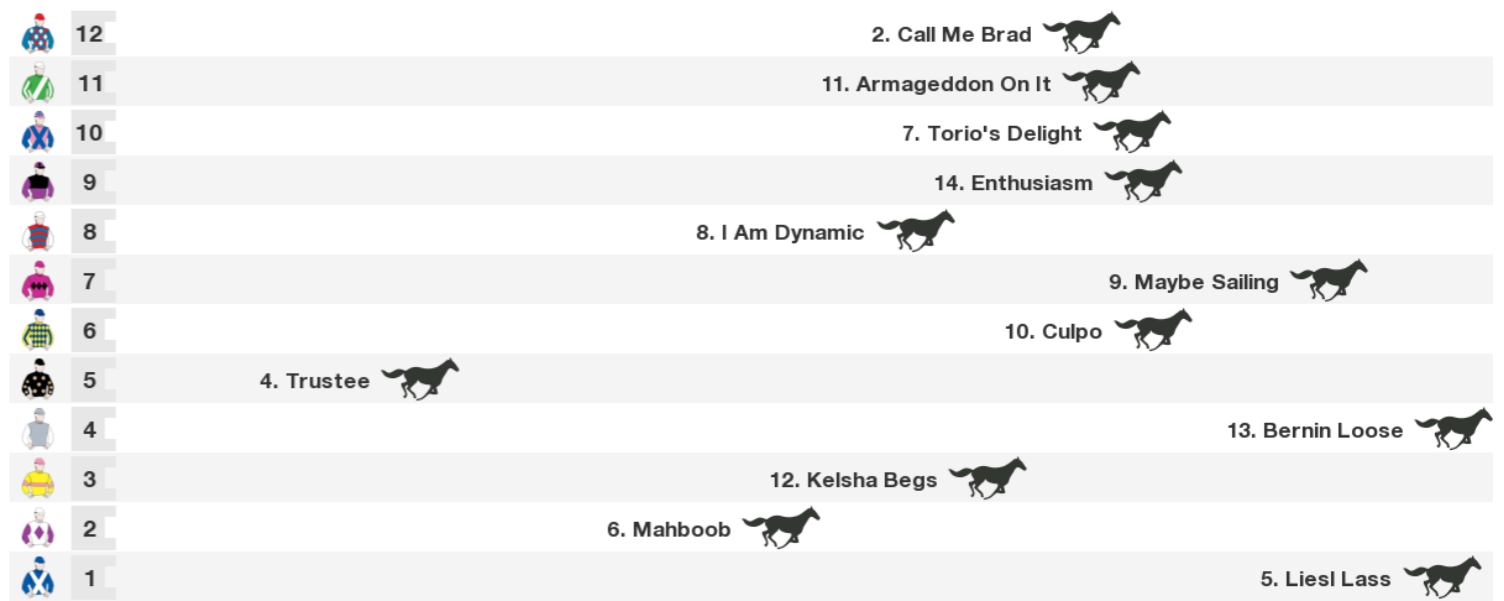 12 2. Call Me Brad
11 11. Armageddon On It
10 7. Torio's Delight
9 14. Enthusiasm
8 8. I Am Dynamic
7 9. Maybe Sailing
6 10. Culpo
5 4. Trustee
4 13. Bernin Loose
3 12. Kelsha Begs
2 6. Mahboob
1 5. Liesl Lass